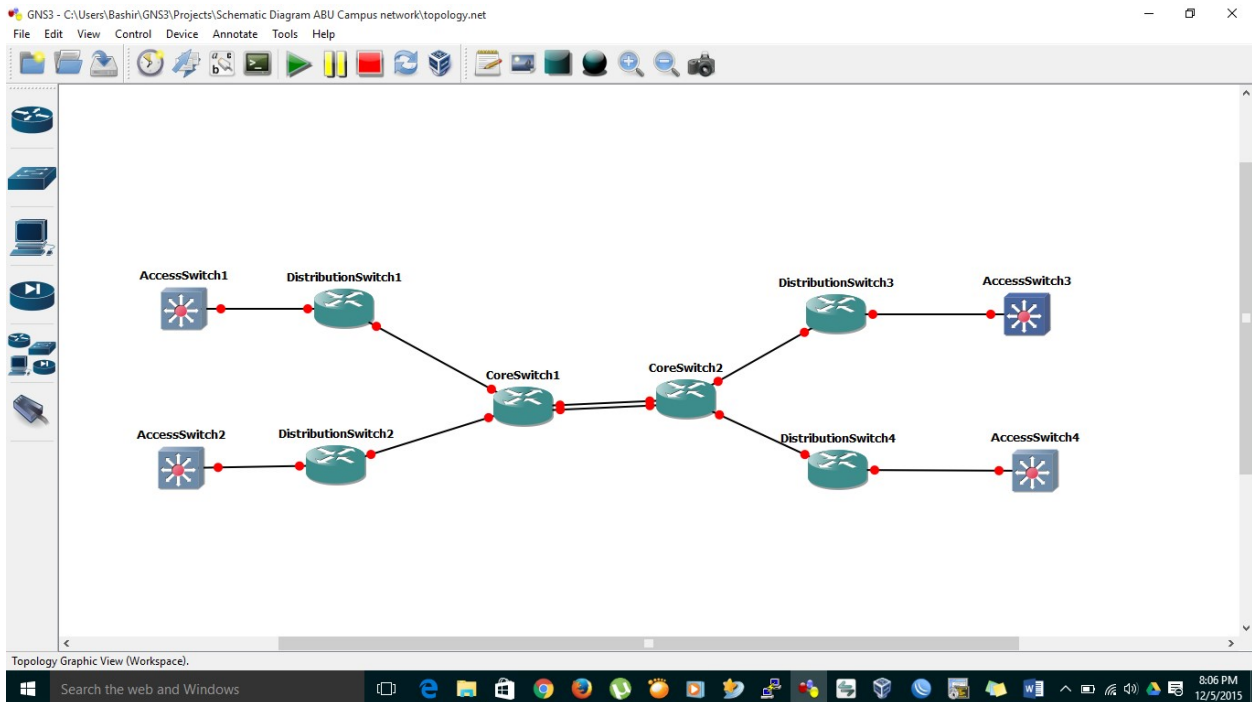 GNS3 - C:\Users\Bashir\GNS3\Projects\Schematic Diagram ABU Campus network\topology.net
File Edit View Control Device Annotate Tools Help
AccessSwitch1
DistributionSwitch1
DistributionSwitch3
AccessSwitch3
CoreSwitch1
CoreSwitch2
AccessSwitch2
DistributionSwitch2
DistributionSwitch4
AccessSwitch4
Topology Graphic View (Workspace).
Search the web and Windows
8:06 PM
12/5/2015